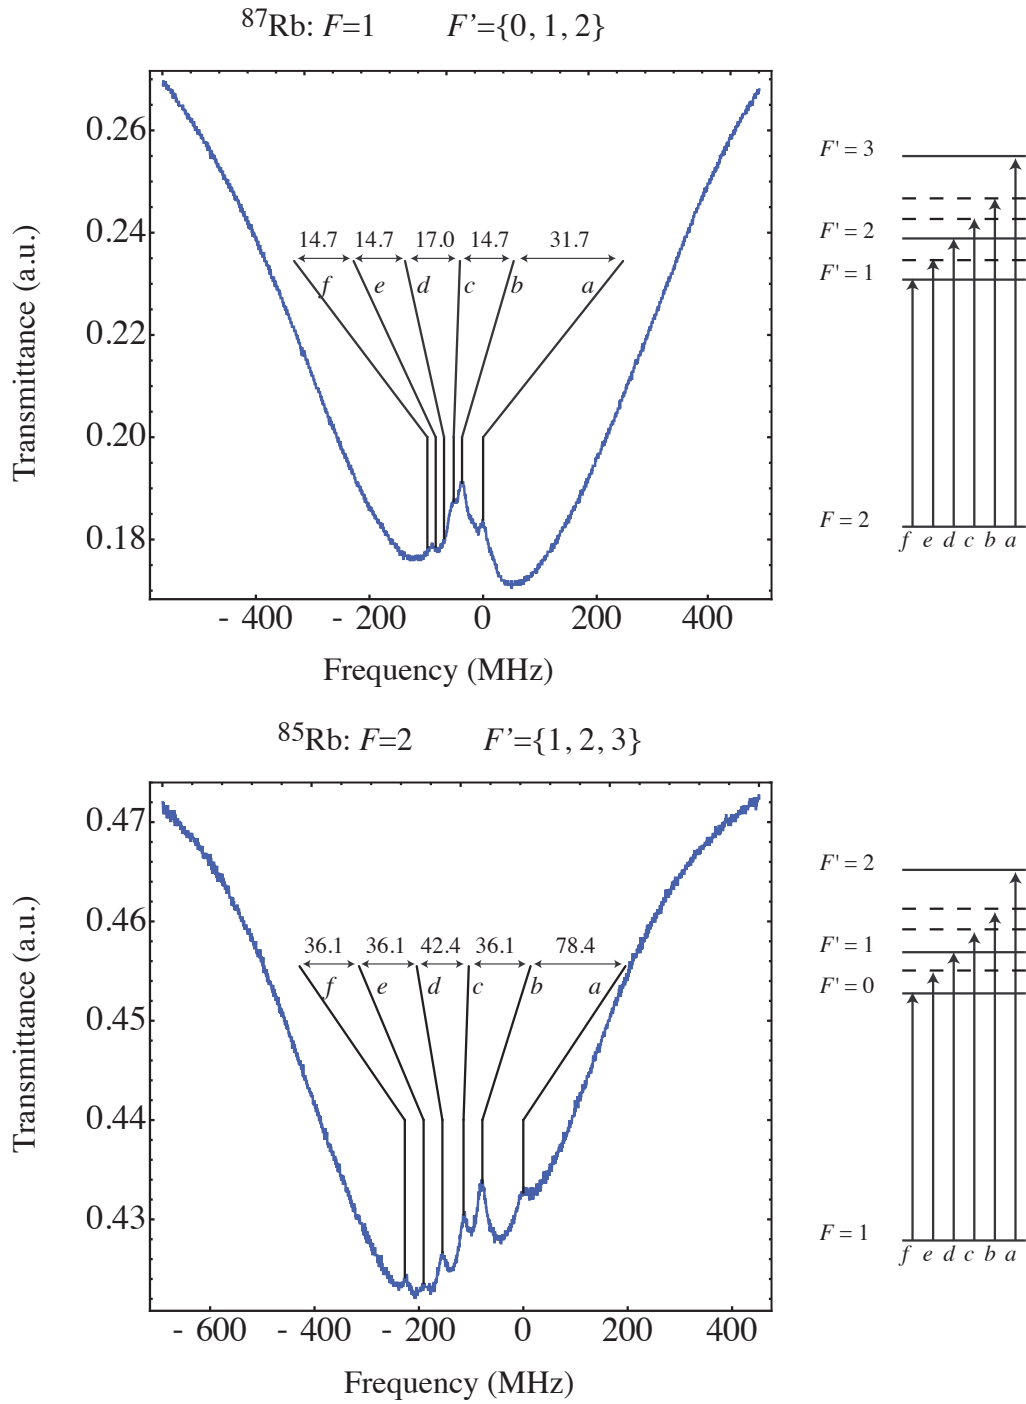 87Rb: F=1 F'={0, 1, 2}
Transmittance (a.u.)
0.26
0.24
0.22
0.20
0.18
14.7 14.7 17.0 14.7 31.7
f e d c b a
- 400 - 200 0 200 400
Frequency (MHz)
F' = 3
F' = 2
F' = 1
F = 2
f e d c b a
85Rb: F=2 F'={1, 2, 3}
Transmittance (a.u.)
0.47
0.46
0.45
0.44
0.43
36.1 36.1 42.4 36.1 78.4
f e d c b a
- 600 - 400 - 200 0 200 400
Frequency (MHz)
F' = 2
F' = 1
F' = 0
F = 1
f e d c b a